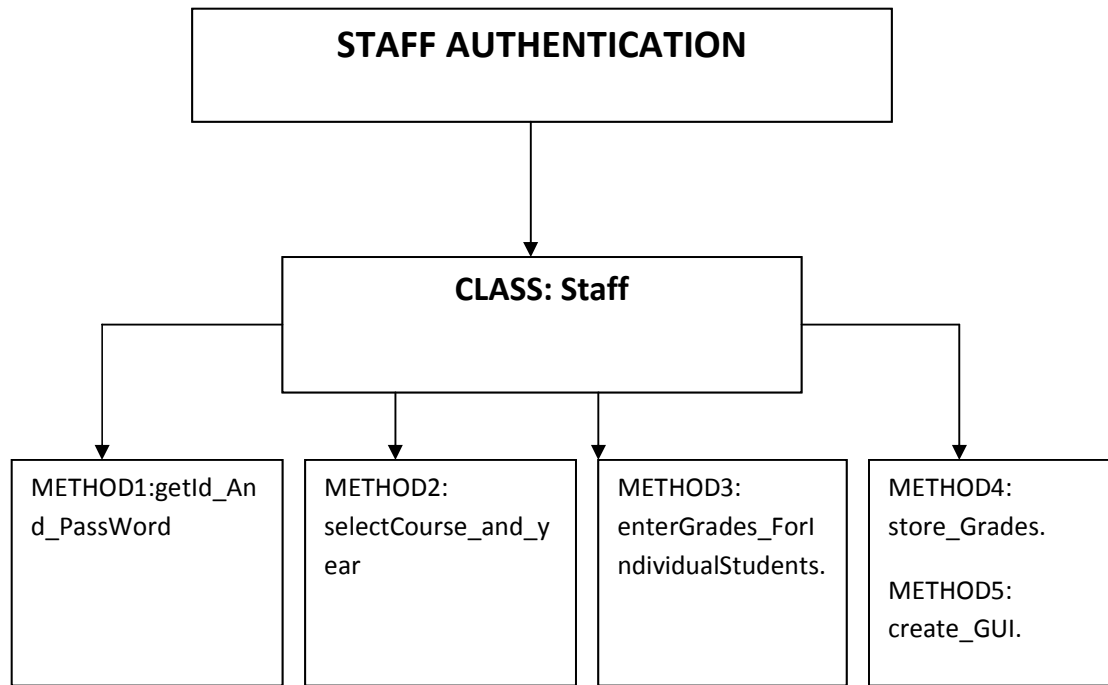 STAFF AUTHENTICATION
CLASS: Staff
METHOD1:getId_An
d_PassWord
METHOD2:
selectCourse_and_y
ear
METHOD3:
enterGrades_ForI
ndividualStudents.
METHOD4:
store_Grades.
METHOD5:
create_GUI.